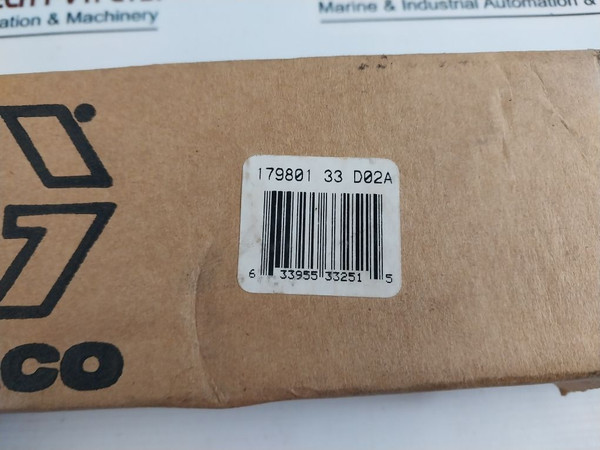 ation & Machinery
Marine & Industrial Automation &
179801 33 D02A
6 33955 33251 5
CO